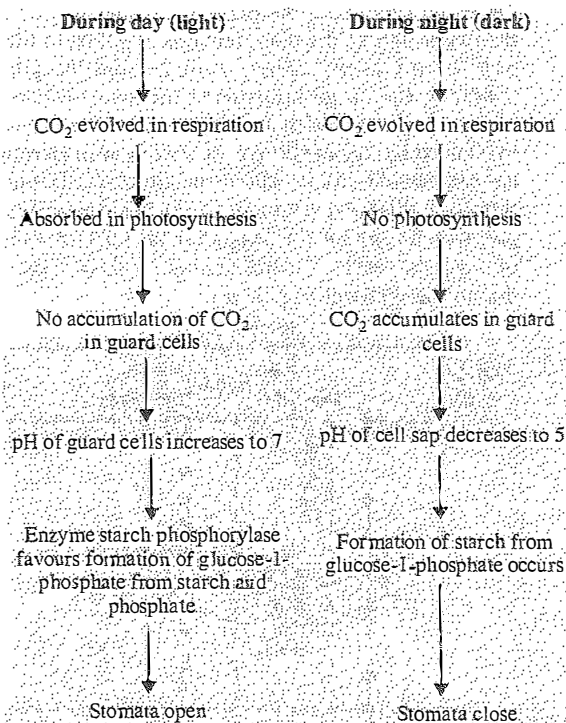 During day (light)
CO₂ evolved in respiration
Absorbed in photosynthesis
No accumulation of CO₂
in guard cells
pH of guard cells increases to 7
Enzyme starch phosphorylase
favours formation of glucose-1-
phosphate from starch and
phosphate
Stomata open
During night (dark)
CO₂ evolved in respiration
No photosynthesis
CO₂ accumulates in guard
cells
pH of cell sap decreases to 5
Formation of starch from
glucose-1-phosphate occurs
Stomata close